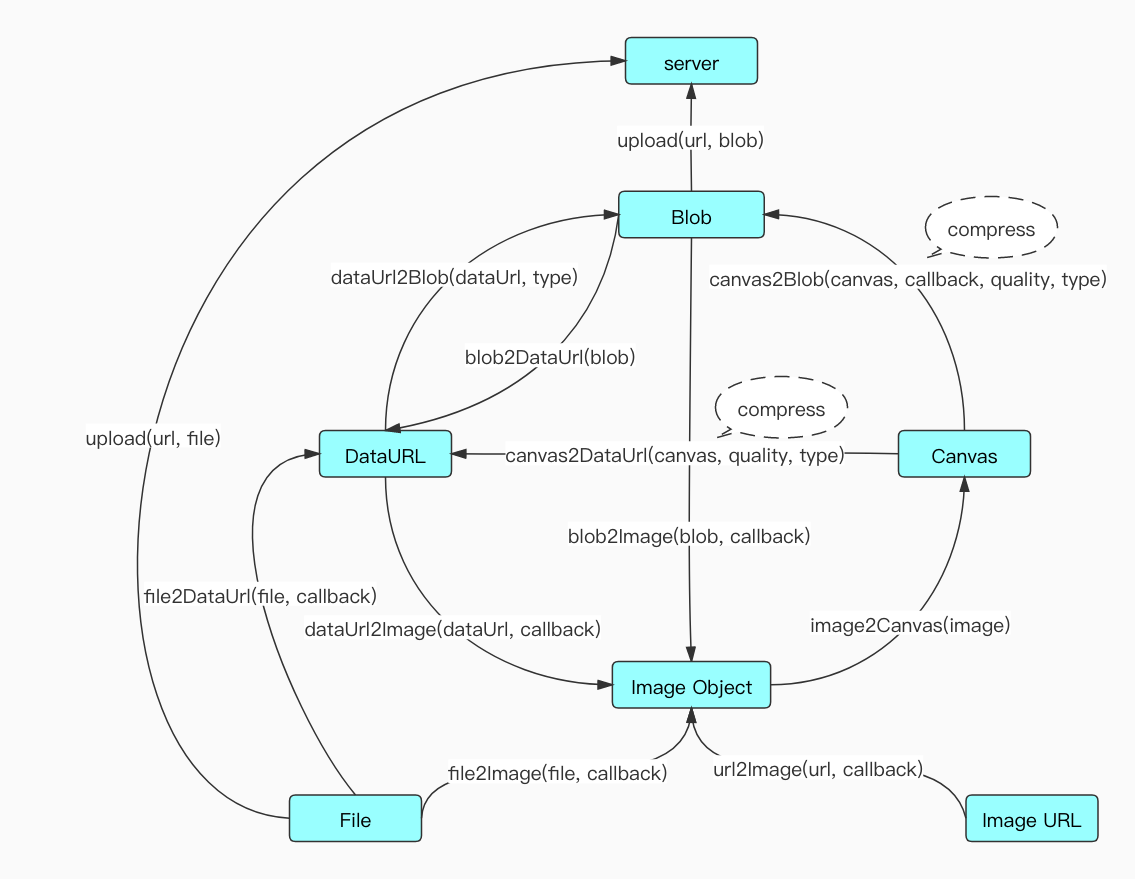 server
upload(url, blob)
Blob
compress
dataUrl2Blob(dataUrl, type)
canvas2Blob(canvas, callback, quality, type)
blob2DataUrl(blob)
compress
upload(url, file)
DataURL
canvas2DataUrl(canvas, quality, type)
Canvas
blob2Image(blob, callback)
file2DataUrl(file, callback)
dataUrl2Image(dataUrl, callback)
image2Canvas(image)
Image Object
file2Image(file, callback)
url2Image(url, callback)
File
Image URL